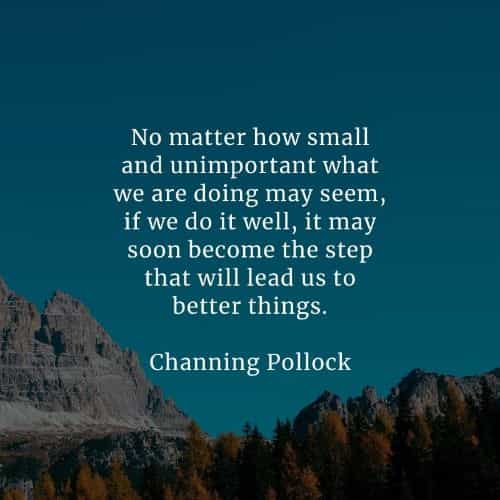 No matter how small
and unimportant what
we are doing may seem,
if we do it well, it may
soon become the step
that will lead us to
better things.
Channing Pollock